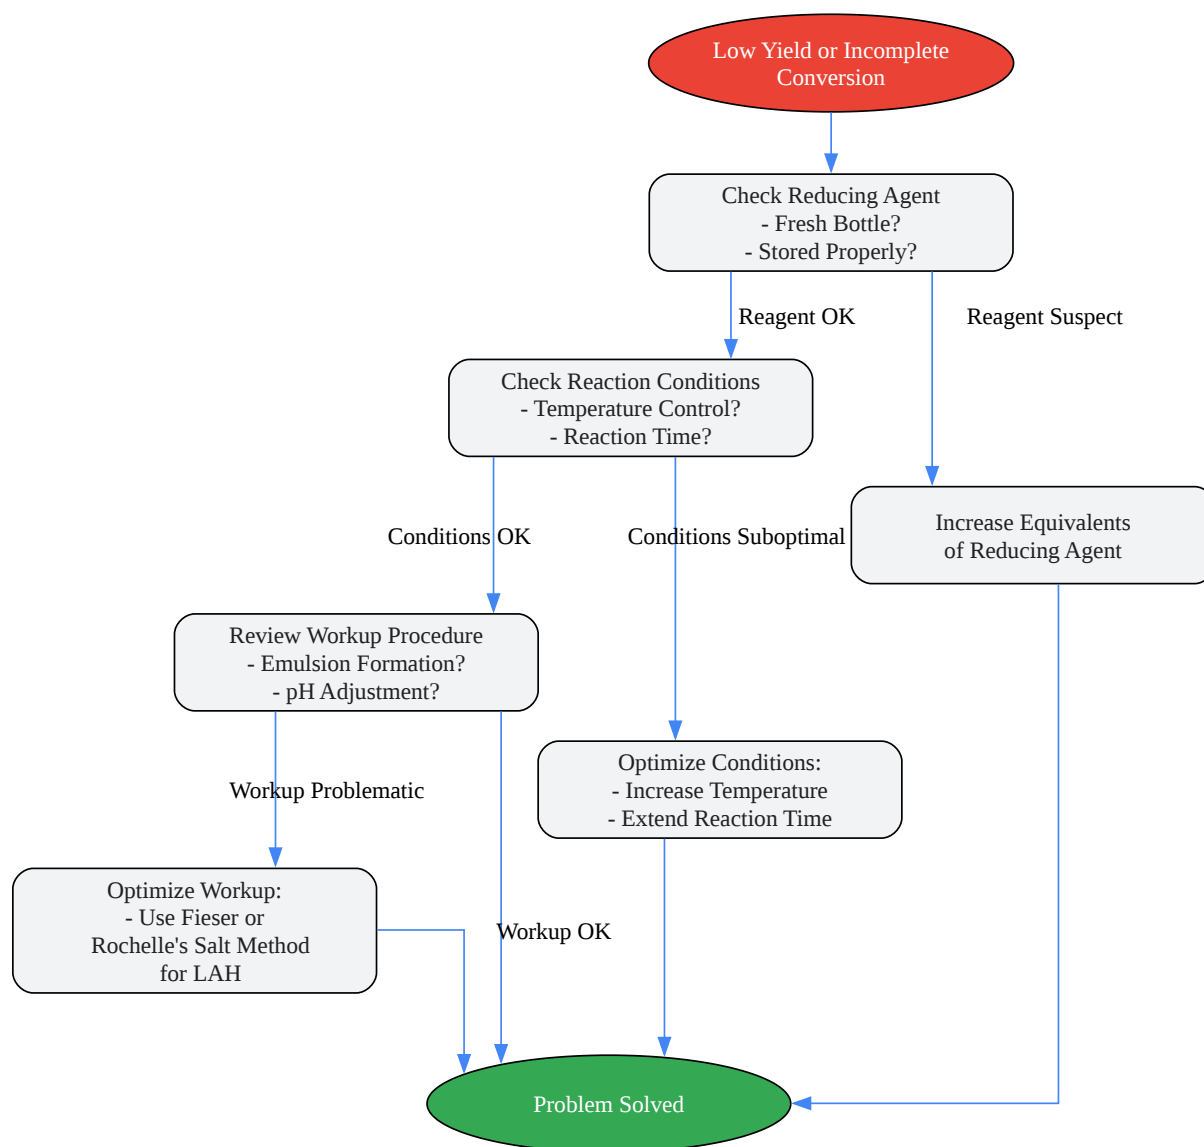 Low Yield or Incomplete
Conversion
Check Reducing Agent
- Fresh Bottle?
- Stored Properly?
Reagent OK
Reagent Suspect
Check Reaction Conditions
- Temperature Control?
- Reaction Time?
Conditions OK
Conditions Suboptimal
Increase Equivalents
of Reducing Agent
Review Workup Procedure
- Emulsion Formation?
- pH Adjustment?
Workup Problematic
Optimize Conditions:
- Increase Temperature
- Extend Reaction Time
Optimize Workup:
- Use Fieser or
Rochelle's Salt Method
for LAH
Workup OK
Problem Solved